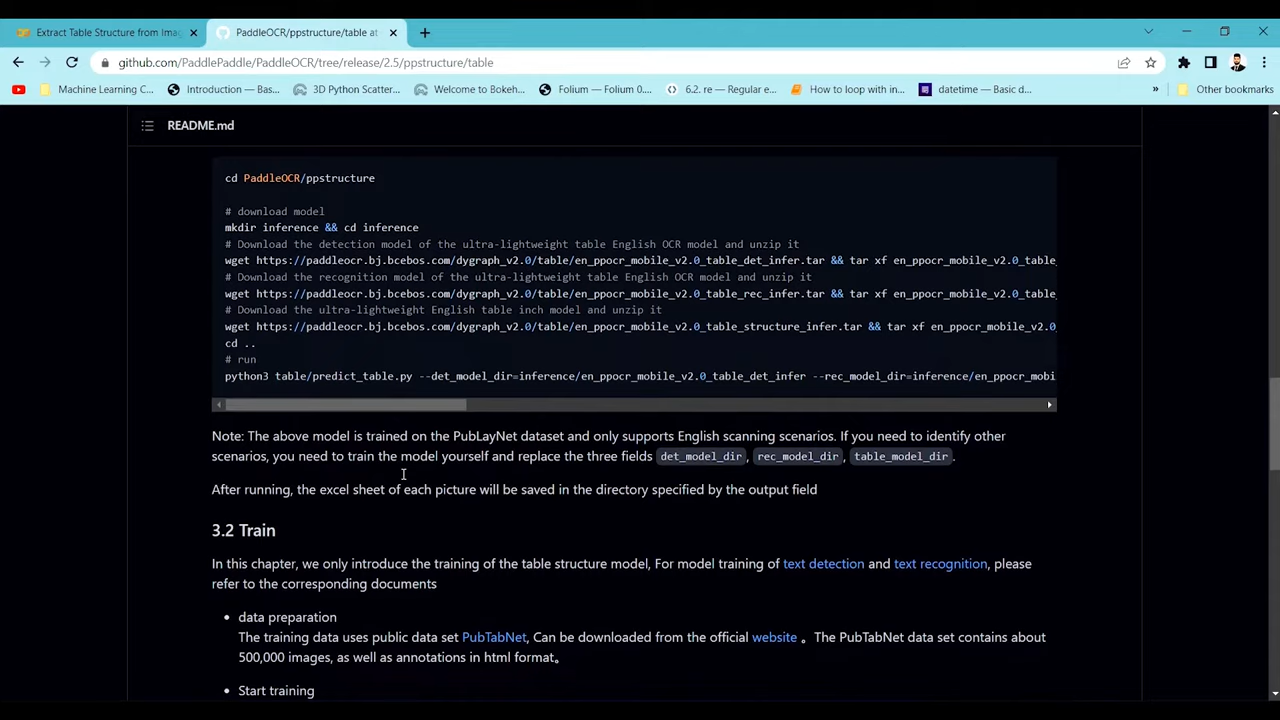 Extract Table Structure from Imag
PaddleOCR/ppstructure/table at
github.com/PaddlePaddle/PaddleOCR/tree/release/2.5/ppstructure/table
Machine Learning C...
Introduction — Bas...
3D Python Scatter...
Welcome to Bokeh...
Folium — Folium 0....
6.2. re — Regular e...
How to loop with in...
datetime — Basic d...
»
Other bookmarks
README.md
cd PaddleOCR/ppstructure
# download model
mkdir inference && cd inference
# Download the detection model of the ultra-lightweight table English OCR model and unzip it
wget https://paddleocr.bj.bcebos.com/dygraph_v2.0/table/en_ppocr_mobile_v2.0_table_det_infer.tar && tar xf en_ppocr_mobile_v2.0_table_
# Download the recognition model of the ultra-lightweight table English OCR model and unzip it
wget https://paddleocr.bj.bcebos.com/dygraph_v2.0/table/en_ppocr_mobile_v2.0_table_rec_infer.tar && tar xf en_ppocr_mobile_v2.0_table_
# Download the ultra-lightweight English table inch model and unzip it
wget https://paddleocr.bj.bcebos.com/dygraph_v2.0/table/en_ppocr_mobile_v2.0_table_structure_infer.tar && tar xf en_ppocr_mobile_v2.0_
cd ..
# run
python3 table/predict_table.py --det_model_dir=inference/en_ppocr_mobile_v2.0_table_det_infer --rec_model_dir=inference/en_ppocr_mobi
Note: The above model is trained on the PubLayNet dataset and only supports English scanning scenarios. If you need to identify other
scenarios, you need to train the model yourself and replace the three fields det_model_dir, rec_model_dir, table_model_dir.
After running, the excel sheet of each picture will be saved in the directory specified by the output field
3.2 Train
In this chapter, we only introduce the training of the table structure model, For model training of text detection and text recognition, please
refer to the corresponding documents
• data preparation
The training data uses public data set PubTabNet, Can be downloaded from the official website 。The PubTabNet data set contains about
500,000 images, as well as annotations in html format。
• Start training